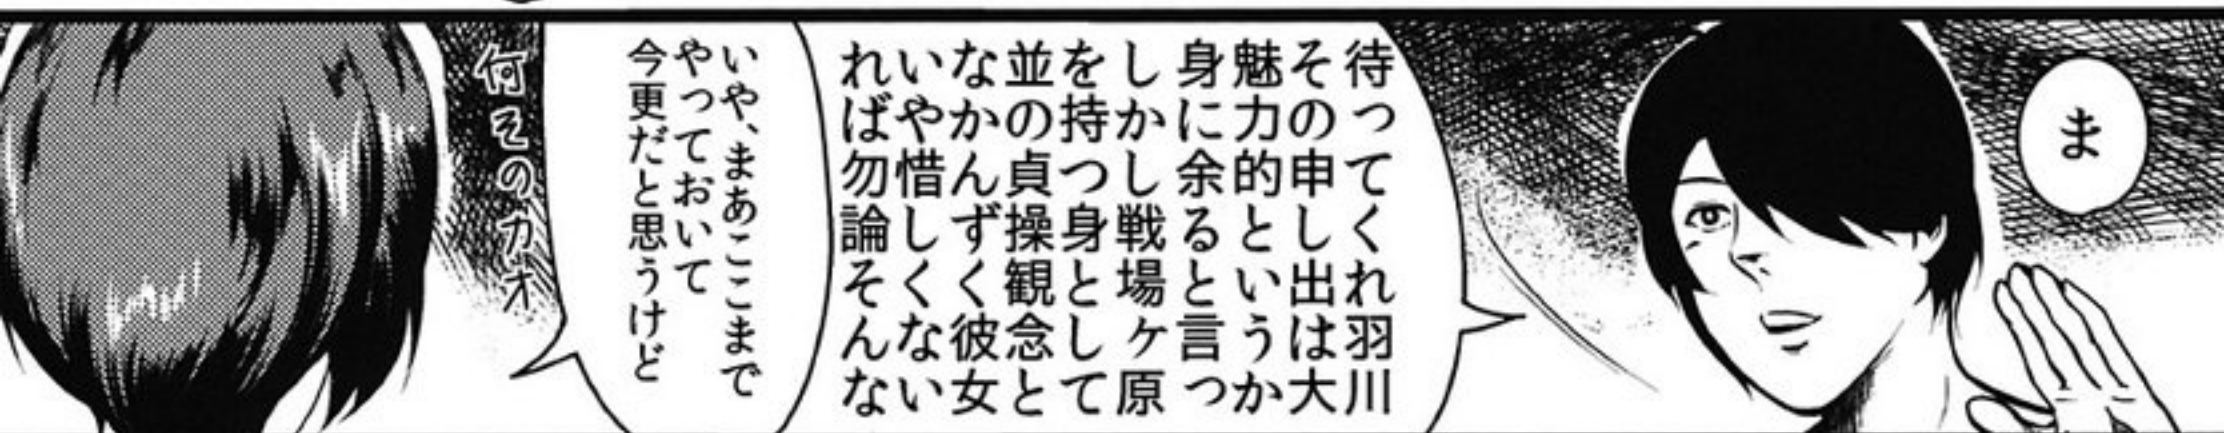 ま
待ってくれ羽川
その申し出は大
魅力的というか
身に余ると言っ
しかし戦場ヶ原
を持つ身として
並の貞操観念と
なかんずく彼女
いや惜しくない
れば勿論そんな
いや、まあここまで
やっておいて
今更だと思うけど
何そのカオ